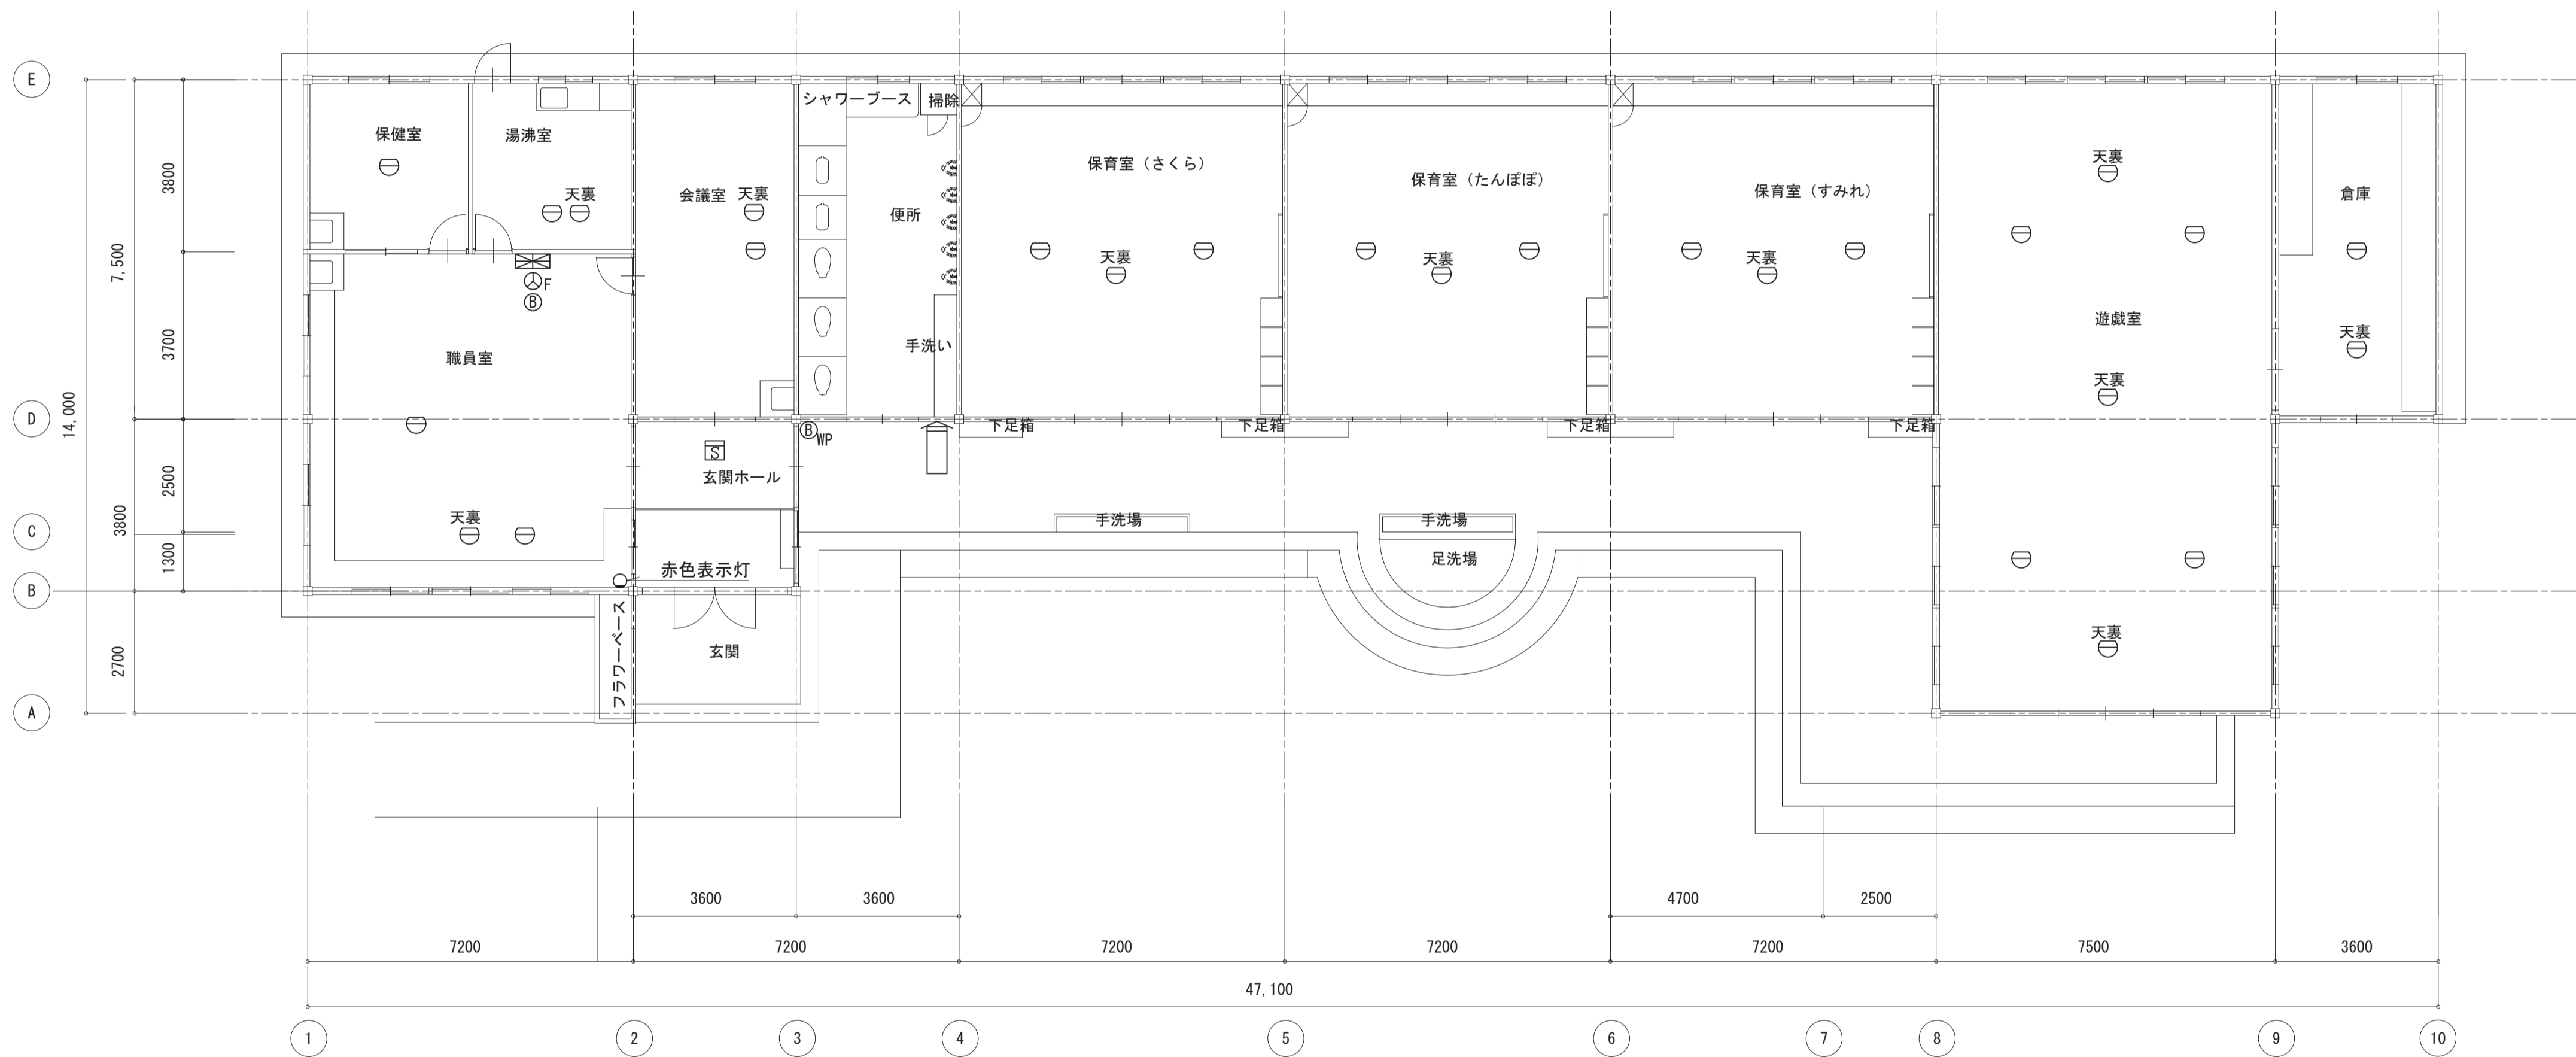 E
シャワーブース
掃除
保健室
湯沸室
保育室（さくら）
保育室（たんぽぽ）
保育室（すみれ）
天裏
3800
天裏
会議室
天裏
便所
倉庫
7,500
天裏
天裏
天裏
F
B
遊戯室
3700
職員室
手洗い
天裏
天裏
14,000
D
下足箱
下足箱
下足箱
下足箱
B
WP
S
2500
玄関ホール
3800
C
天裏
手洗場
手洗場
1300
赤色表示灯
足洗場
B
フラワーベース
玄関
天裏
2700
A
3600
3600
4700
2500
7200
7200
7200
7200
7200
7500
3600
47,100
1
2
3
4
5
6
7
8
9
10